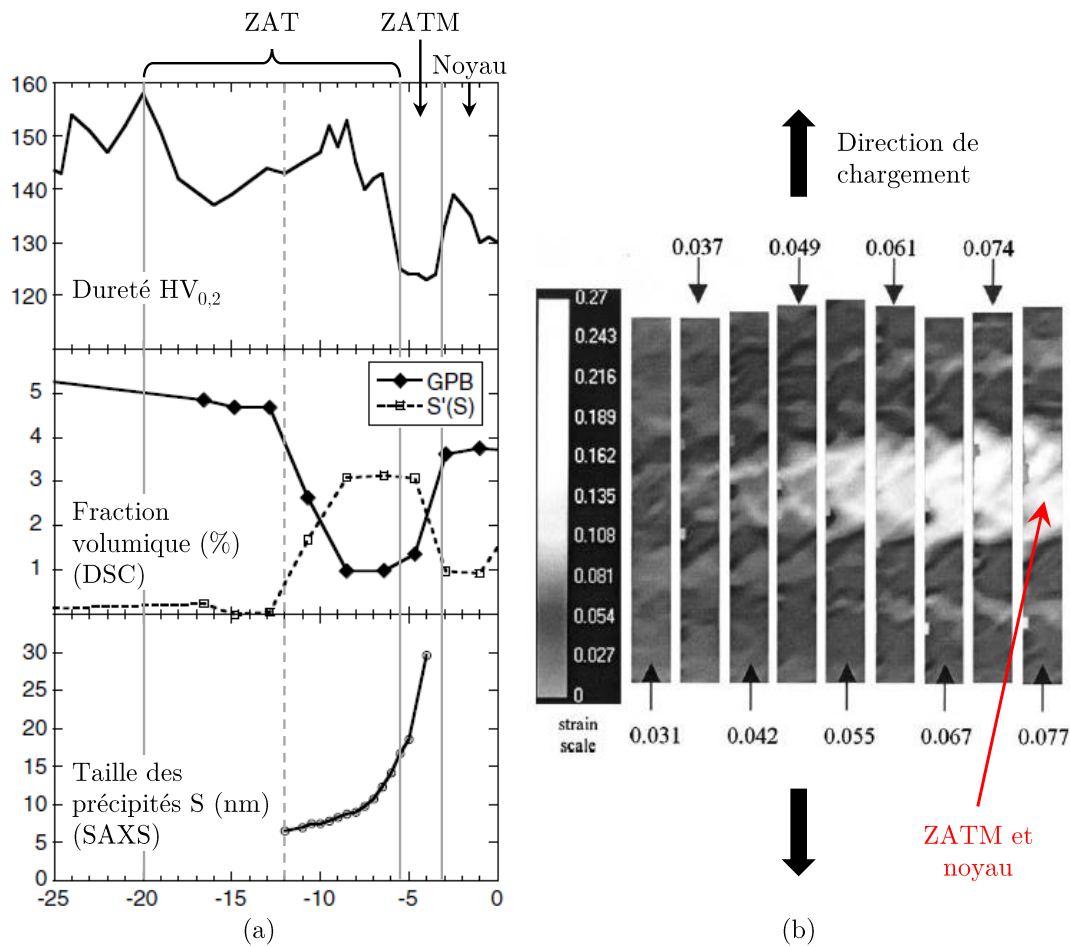 ZAT
ZATM
Noyau
160
150
140
130
120
Dureté HV0,2
5
4
3
2
1
GPB
S'(S)
Fraction
volumique (%)
(DSC)
30
25
20
15
10
5
0
Taille des
précipités S (nm)
(SAXS)
-25 -20 -15 -10 -5 0
(a)
Direction de
chargement
0.037 0.049 0.061 0.074
0.27
0.243
0.216
0.189
0.162
0.135
0.108
0.081
0.054
0.027
0
strain
scale
0.031 0.042 0.055 0.067 0.077
ZATM et
noyau
(b)